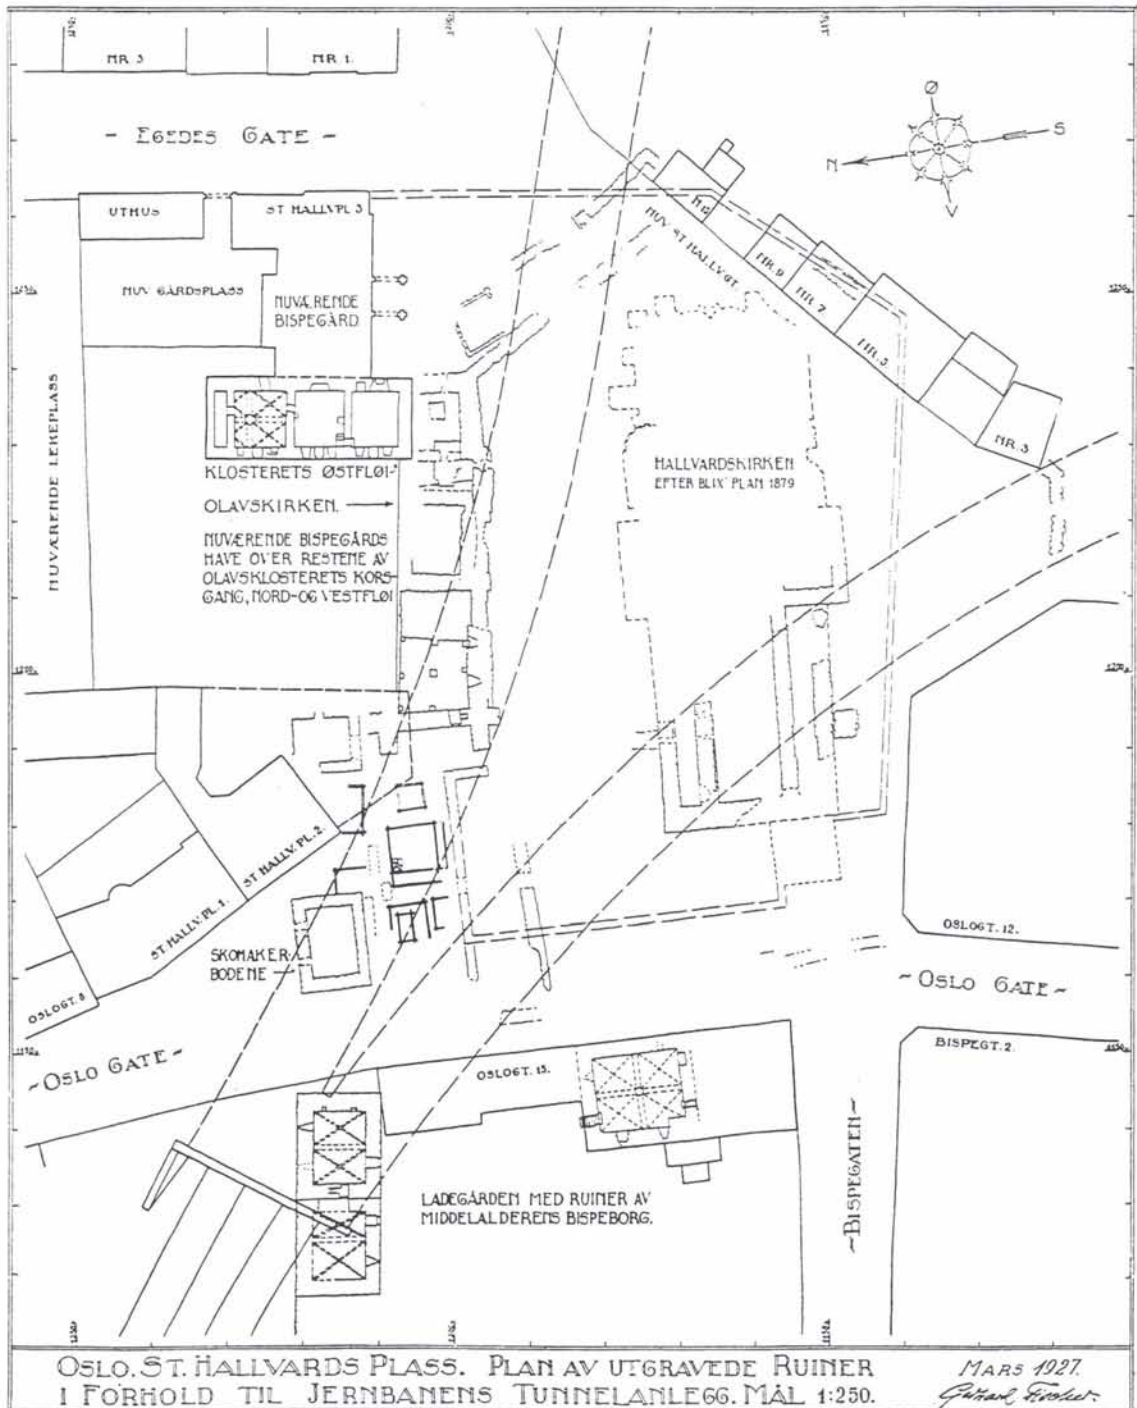 NR. 3
NR. 1.
- EGEDES GATE -
Ø
N
S
V
UTHUS
ST HALLV.PL 3
NUV. GÅRDSPLASS
NUVÆRENDE
BISPEGÅRD
NUVÆRENDE LEKEPLASS
NUV. ST. HALLV.GT.
NR. 9
NR. 7
NR. 5
NR. 3
KLOSTERETS ØSTFLØI
OLAVSKIRKEN.
NUVÆRENDE BISPEGÅRDS
HAVE OVER RESTENE AV
OLAVSKLOSTERETS KORS-
GANG, NORD-OG VESTFLØI
HALLVARDSKIRKEN
EFTER BLIX' PLAN 1879
ST HALLV. PL. 2.
ST HALLV. PL. 1.
SKOMAKER-
BODENE
OSLOGT. 8
- OSLO GATE -
OSLOGT. 12.
- OSLO GATE -
BISPEGT. 2.
OSLOGT. 13.
- BISPEGATEN -
LADEGÅRDEN MED RUINER AV
MIDDELALDERENS BISPEBORG.
OSLO. ST. HALLVARDS PLASS. PLAN AV UTGRAVEDE RUINER
I FORHOLD TIL JERNBANENS TUNNELANLEGG. MÅL 1:250.
MARS 1927.
Gerhard Fischer.